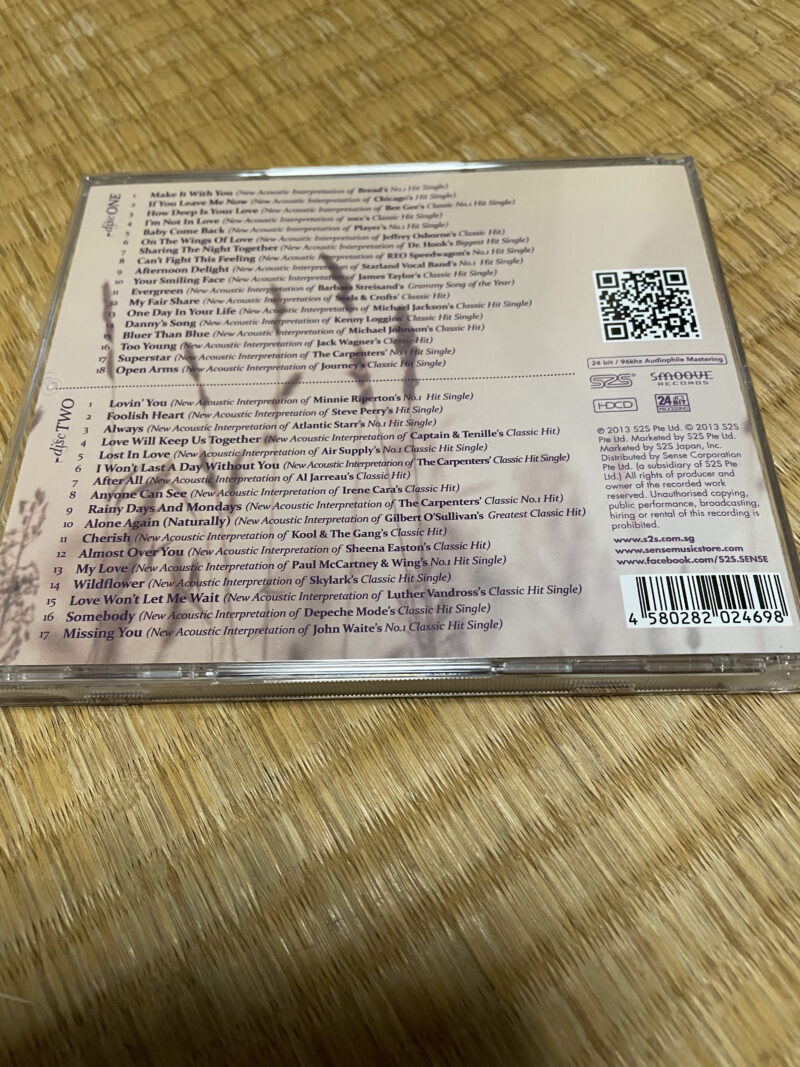 disc ONE
1 Make It With You (New Acoustic Interpretation of Bread's No.1 Hit Single)
2 If You Leave Me Now (New Acoustic Interpretation of Chicago's Hit Single)
3 How Deep Is Your Love (New Acoustic Interpretation of Bee Gee's Classic No.1 Hit Single)
4 I'm Not In Love (New Acoustic Interpretation of 10cc's Classic Hit Single)
5 Baby Come Back (New Acoustic Interpretation of Player's No.1 Hit Single)
6 On The Wings Of Love (New Acoustic Interpretation of Jeffrey Osborne's Classic Hit)
7 Sharing The Night Together (New Acoustic Interpretation of Dr. Hook's Biggest Hit Single)
8 Can't Fight This Feeling (New Acoustic Interpretation of REO Speedwagon's No.1 Hit Single)
9 Afternoon Delight (New Acoustic Interpretation of Starland Vocal Band's No.1 Hit Single)
10 Your Smiling Face (New Acoustic Interpretation of James Taylor's Classic Hit Single)
11 Evergreen (New Acoustic Interpretation of Barbara Streisand's Grammy Song of the Year)
12 My Fair Share (New Acoustic Interpretation of Seals & Crofts' Classic Hit)
13 One Day In Your Life (New Acoustic Interpretation of Michael Jackson's Classic Hit Single)
14 Danny's Song (New Acoustic Interpretation of Kenny Loggins' Classic Hit Single)
15 Bluer Than Blue (New Acoustic Interpretation of Michael Johnson's Classic Hit)
16 Too Young (New Acoustic Interpretation of Jack Wagner's Classic Hit)
17 Superstar (New Acoustic Interpretation of The Carpenters' No.1 Hit Single)
18 Open Arms (New Acoustic Interpretation of Journey's Classic Hit Single)
disc TWO
1 Lovin' You (New Acoustic Interpretation of Minnie Riperton's No.1 Hit Single)
2 Foolish Heart (New Acoustic Interpretation of Steve Perry's Hit Single)
3 Always (New Acoustic Interpretation of Atlantic Starr's No.1 Hit Single)
4 Love Will Keep Us Together (New Acoustic Interpretation of Captain & Tenille's Classic Hit)
5 Lost In Love (New Acoustic Interpretation of Air Supply's No.1 Classic Hit)
6 I Won't Last A Day Without You (New Acoustic Interpretation of The Carpenters' Classic Hit Single)
7 After All (New Acoustic Interpretation of Al Jarreau's Classic Hit)
8 Anyone Can See (New Acoustic Interpretation of Irene Cara's Classic Hit)
9 Rainy Days And Mondays (New Acoustic Interpretation of The Carpenters' Classic No.1 Hit)
10 Alone Again (Naturally) (New Acoustic Interpretation of Gilbert O'Sullivan's Greatest Classic Hit)
11 Cherish (New Acoustic Interpretation of Kool & The Gang's Classic Hit)
12 Almost Over You (New Acoustic Interpretation of Sheena Easton's Classic Hit)
13 My Love (New Acoustic Interpretation of Paul McCartney & Wing's No.1 Hit Single)
14 Wildflower (New Acoustic Interpretation of Skylark's Classic Hit Single)
15 Love Won't Let Me Wait (New Acoustic Interpretation of Luther Vandross's Classic Hit Single)
16 Somebody (New Acoustic Interpretation of Depeche Mode's Classic Hit Single)
17 Missing You (New Acoustic Interpretation of John Waite's No.1 Classic Hit Single)
24 bit / 96khz Audiophile Mastering
S2S SMOOVE RECORDS
HDCD 24 BIT PROCESSING
℗ 2013 S2S Pte Ltd. © 2013 S2S
Pte Ltd. Marketed by S2S Pte Ltd.
Marketed by S2S Japan, Inc.
Distributed by Sense Corporation
Pte Ltd. (a subsidiary of S2S Pte
Ltd.) All rights of producer and
owner of the recorded work
reserved. Unauthorised copying,
public performance, broadcasting,
hiring or rental of this recording is
prohibited.
www.s2s.com.sg
www.sensemusicstore.com
www.facebook.com/S2S.SENSE
4 580282 024698